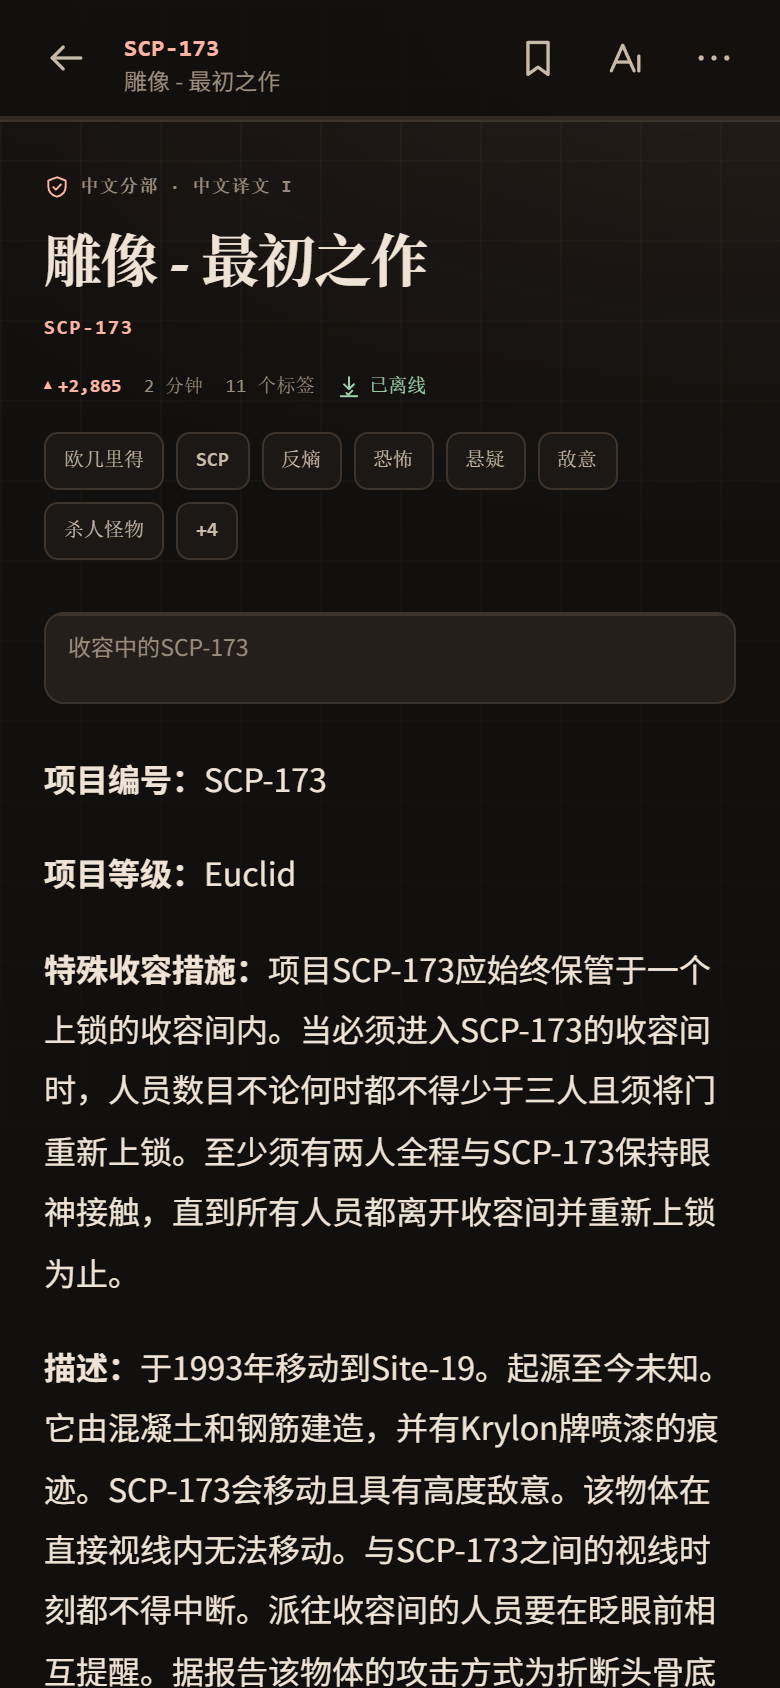 SCP-173
雕像 - 最初之作
中文分部 · 中文译文 I
雕像 - 最初之作
SCP-173
▲+2,865 2 分钟 11 个标签 已离线
欧几里得 SCP 反熵 恐怖 悬疑 敌意
杀人怪物 +4
收容中的SCP-173
项目编号：SCP-173
项目等级：Euclid
特殊收容措施：项目SCP-173应始终保管于一个
上锁的收容间内。当必须进入SCP-173的收容间
时，人员数目不论何时都不得少于三人且须将门
重新上锁。至少须有两人全程与SCP-173保持眼
神接触，直到所有人员都离开收容间并重新上锁
为止。
描述：于1993年移动到Site-19。起源至今未知。
它由混凝土和钢筋建造，并有Krylon牌喷漆的痕
迹。SCP-173会移动且具有高度敌意。该物体在
直接视线内无法移动。与SCP-173之间的视线时
刻都不得中断。派往收容间的人员要在眨眼前相
互提醒。据报告该物体的攻击方式为折断头骨底